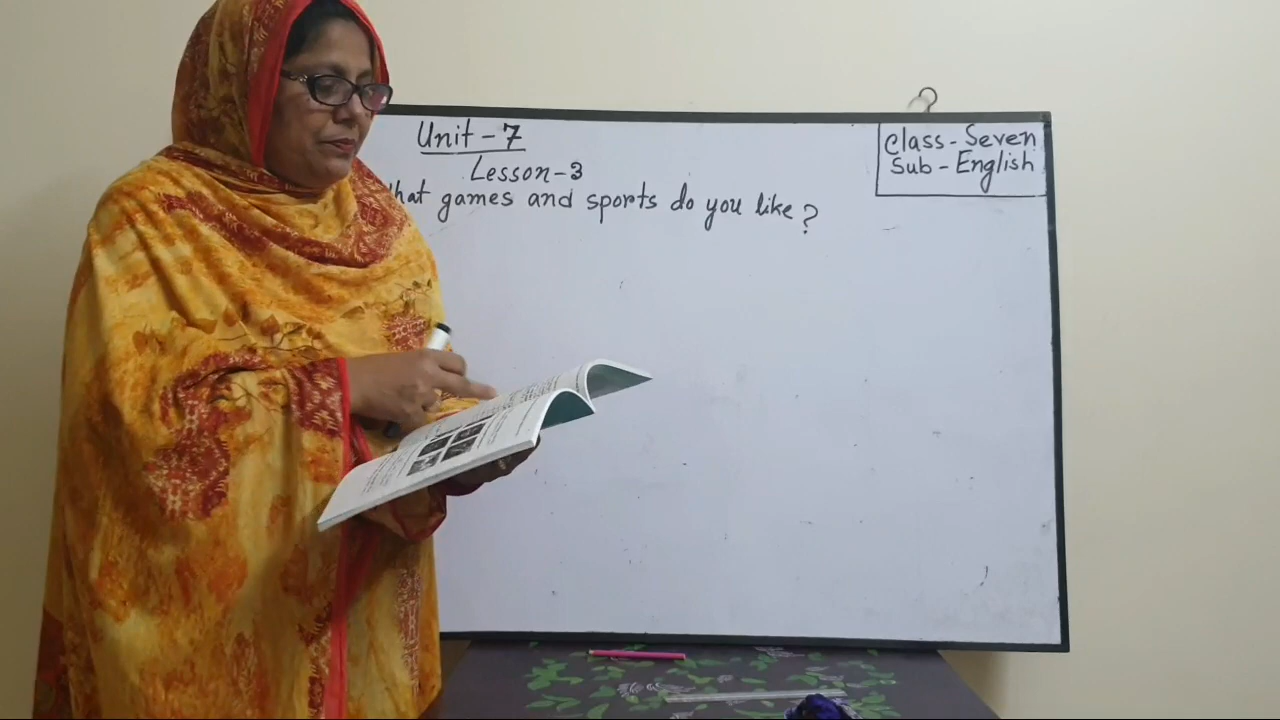 Unit - 7
Lesson - 3
hat games and sports do you like?
Class - Seven
Sub - English